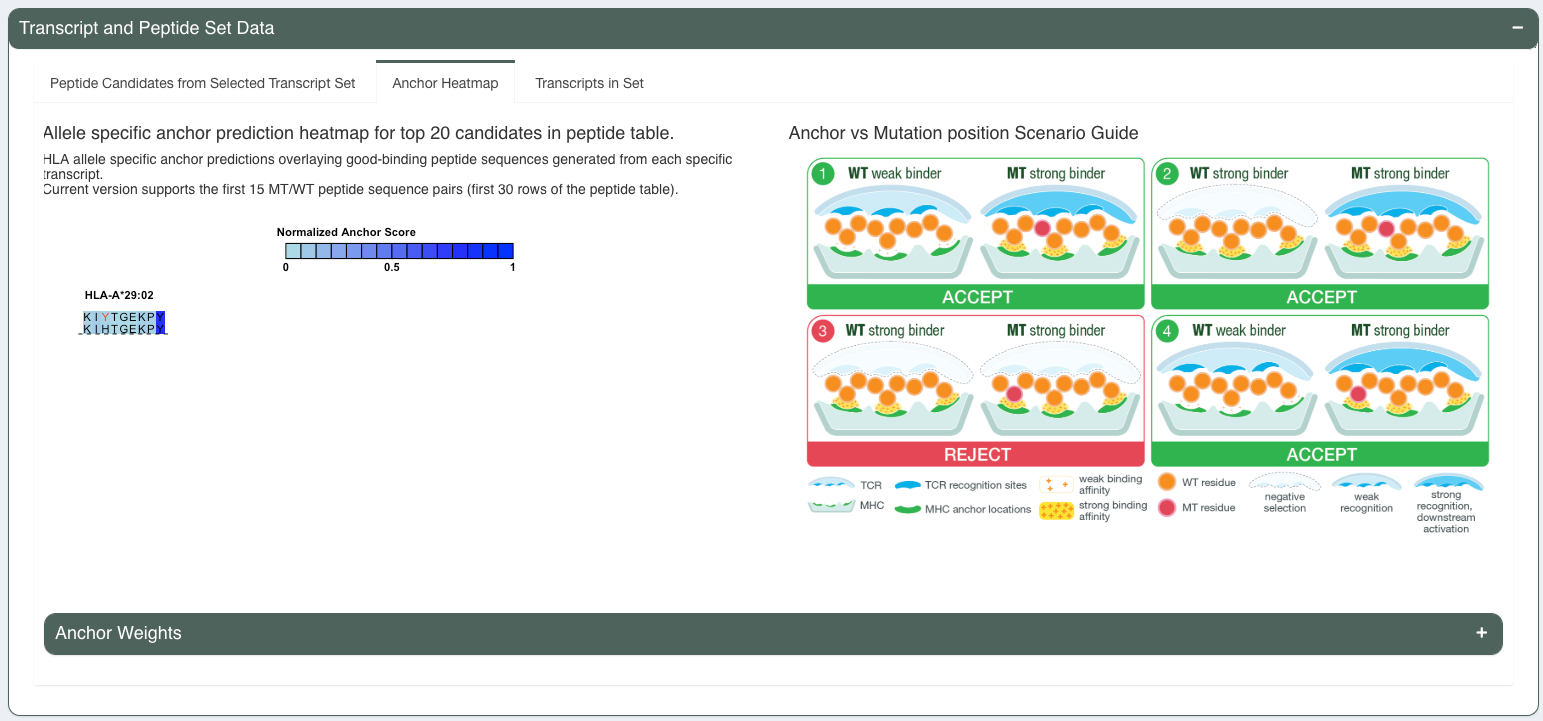 Transcript and Peptide Set Data
Peptide Candidates from Selected Transcript Set
Anchor Heatmap
Transcripts in Set
Allele specific anchor prediction heatmap for top 20 candidates in peptide table.
HLA allele specific anchor predictions overlaying good-binding peptide sequences generated from each specific
transcript.
Current version supports the first 15 MT/WT peptide sequence pairs (first 30 rows of the peptide table).
Normalized Anchor Score
0 0.5 1
HLA-A*29:02
KIYTGEKPY
KIHTGEKPY
Anchor vs Mutation position Scenario Guide
1 WT weak binder MT strong binder
ACCEPT
2 WT strong binder MT strong binder
ACCEPT
3 WT strong binder MT strong binder
REJECT
4 WT weak binder MT strong binder
ACCEPT
TCR
MHC
TCR recognition sites
MHC anchor locations
weak binding
affinity
strong binding
affinity
WT residue
MT residue
negative
selection
weak
recognition
strong
recognition,
downstream
activation
Anchor Weights